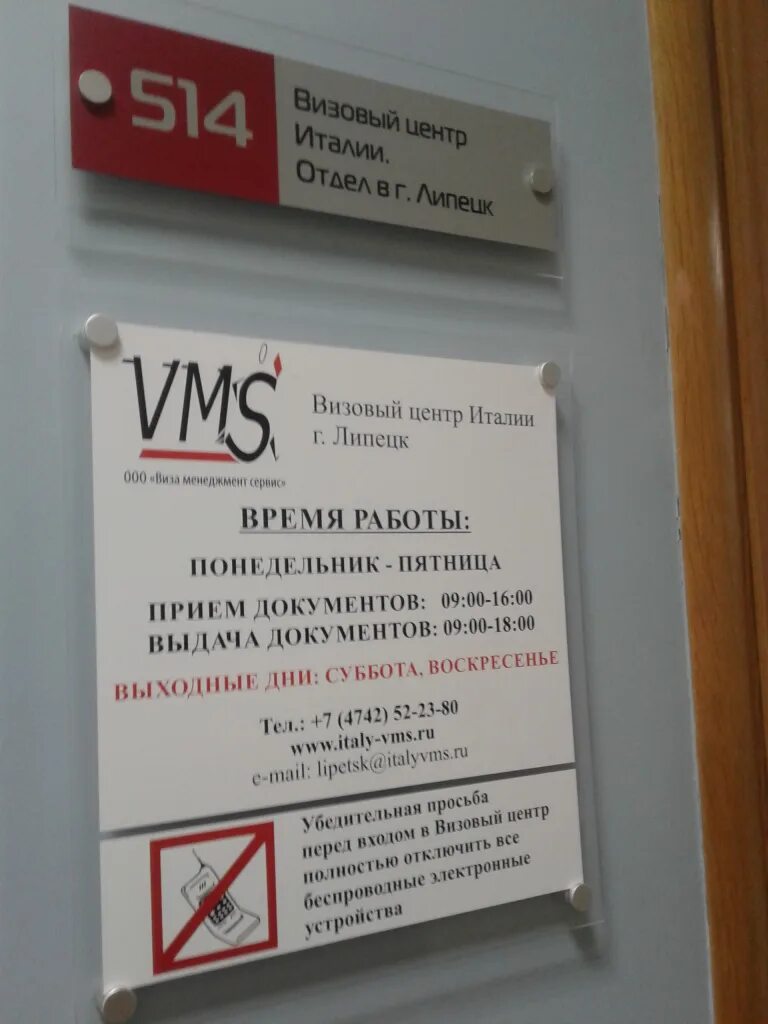 514
Визовый центр
Италии.
Отдел в г. Липецк
VMS
ООО «Виза менеджмент сервис»
Визовый центр Италии
г. Липецк
ВРЕМЯ РАБОТЫ:
ПОНЕДЕЛЬНИК - ПЯТНИЦА
ПРИЕМ ДОКУМЕНТОВ: 09:00-16:00
ВЫДАЧА ДОКУМЕНТОВ: 09:00-18:00
ВЫХОДНЫЕ ДНИ: СУББОТА, ВОСКРЕСЕНЬЕ
Тел.: +7 (4742) 52-23-80
www.italy-vms.ru
e-mail: lipetsk@italyvms.ru
Убедительная просьба
перед входом в Визовый центр
полностью отключить все
беспроводные электронные
устройства